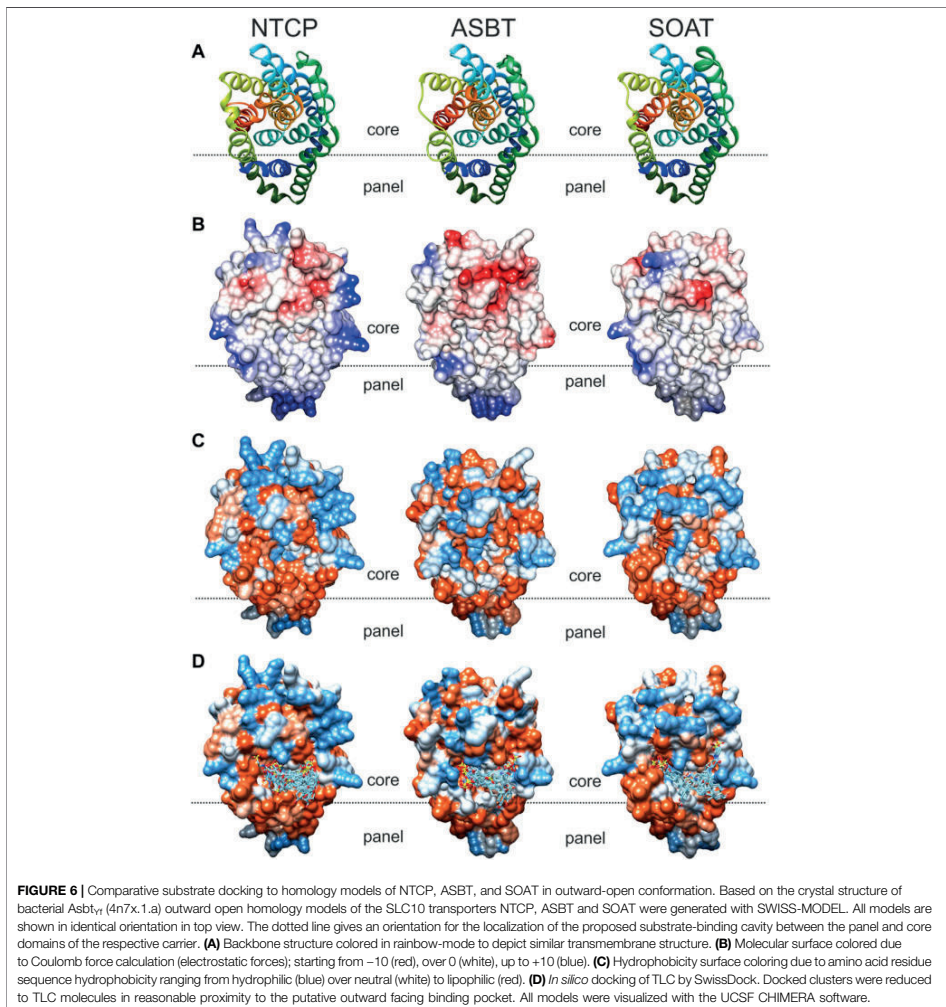 NTCP ASBT SOAT
A
core core
panel panel
B
core core
panel panel
C
core core
panel panel
D
core core
panel panel
FIGURE 6 | Comparative substrate docking to homology models of NTCP, ASBT, and SOAT in outward-open conformation. Based on the crystal structure of
bacterial Asbt_Yf (4n7x.1.a) outward open homology models of the SLC10 transporters NTCP, ASBT and SOAT were generated with SWISS-MODEL. All models are
shown in identical orientation in top view. The dotted line gives an orientation for the localization of the proposed substrate-binding cavity between the panel and core
domains of the respective carrier. (A) Backbone structure colored in rainbow-mode to depict similar transmembrane structure. (B) Molecular surface colored due
to Coulomb force calculation (electrostatic forces); starting from −10 (red), over 0 (white), up to +10 (blue). (C) Hydrophobicity surface coloring due to amino acid residue
sequence hydrophobicity ranging from hydrophilic (blue) over neutral (white) to lipophilic (red). (D) In silico docking of TLC by SwissDock. Docked clusters were reduced
to TLC molecules in reasonable proximity to the putative outward facing binding pocket. All models were visualized with the UCSF CHIMERA software.